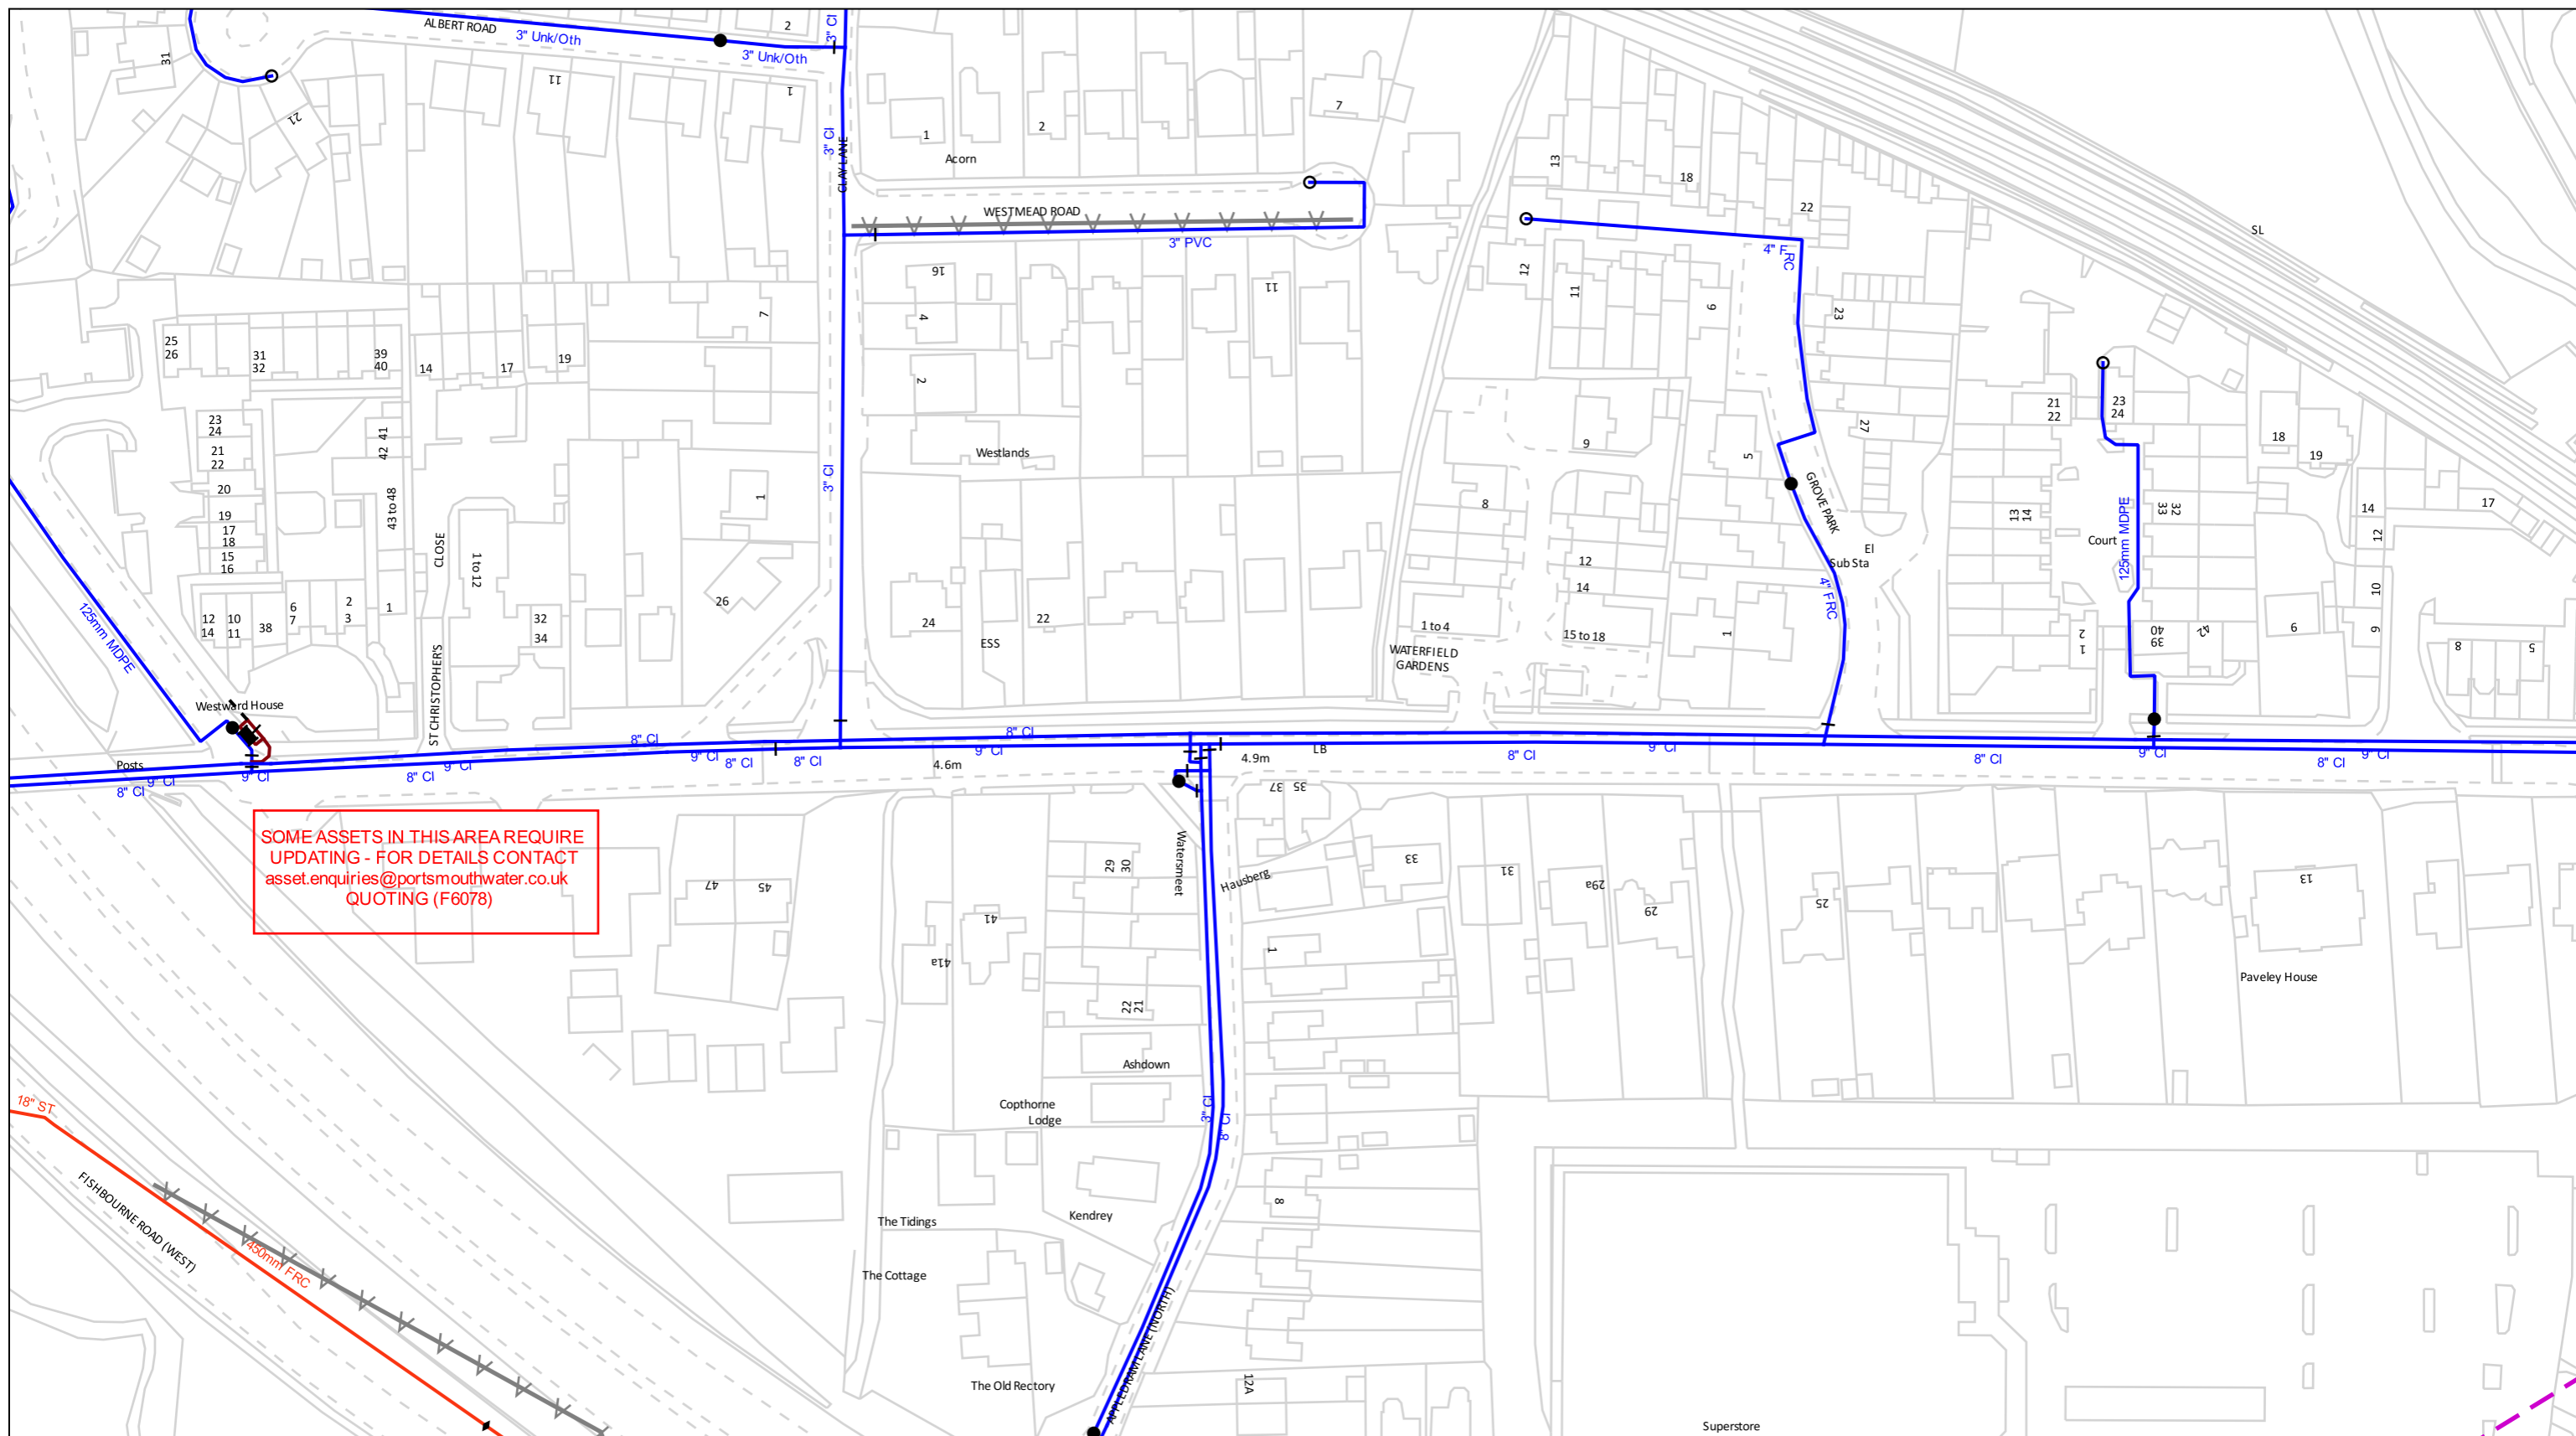 ALBERT ROAD
3" Unk/Oth
3" Unk/Oth
2
3" CI
31
11
1
21
3" CI
CLAY LANE
1
2
7
Acorn
WESTMEAD ROAD
3" PVC
13
18
22
SL
4" FRC
16
11
4
2
12
11
9
23
7
25
26
31
32
39
40
14
17
19
23
24
21
22
20
19
17
18
15
16
41
42
43 to 48
CLOSE
1 to 12
1
3" CI
Westlands
9
8
5
27
GROVE PARK
El
Sub Sta
21
22
23
24
18
19
13
14
Court
125mm MDPE
33
32
14
12
17
10
12
14
10
11
38
6
7
2
3
1
32
34
26
24
22
ESS
12
14
1 to 4
15 to 18
1
WATERFIELD
GARDENS
4" FRC
2
1
40
39
42
9
9
8
5
125mm MDPE
Westward House
ST CHRISTOPHER'S
Posts
9" CI
8" CI
9" CI
8" CI
9" CI
8" CI
9" CI
8" CI
8" CI
8" CI
9" CI
4.6m
4.9m
LB
8" CI
9" CI
8" CI
9" CI
8" CI
9" CI
SOME ASSETS IN THIS AREA REQUIRE
UPDATING - FOR DETAILS CONTACT
asset.enquiries@portsmouthwater.co.uk
QUOTING (F6078)
47
45
29
30
Watersmeet
37
35
Hausberg
33
31
29a
29
25
13
41
41a
1
22
21
Paveley House
Ashdown
Copthorne
Lodge
3" CI
8" CI
18" ST
FISHBOURNE ROAD (WEST)
450mm FRC
The Tidings
Kendrey
8
The Cottage
APPLEDRAM LANE (NORTH)
The Old Rectory
12A
Superstore